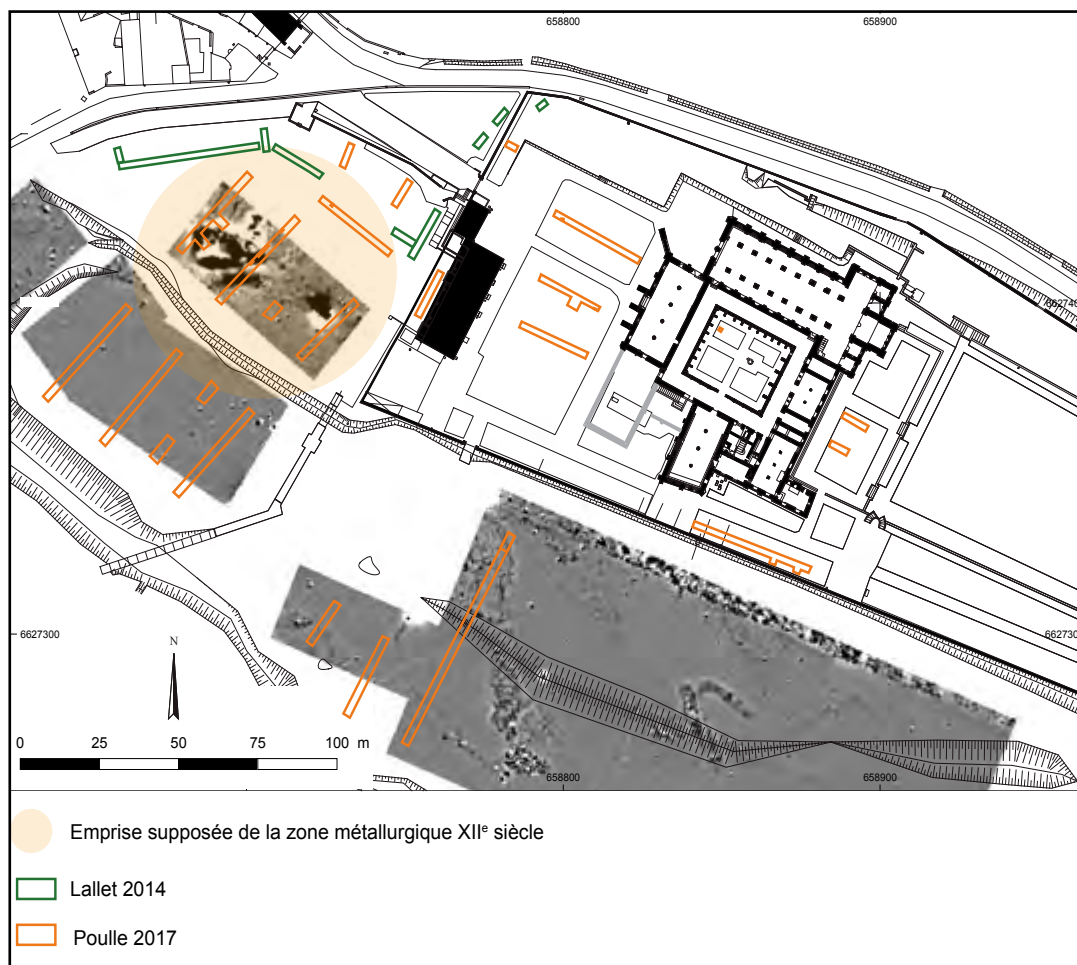 658800 658900
662740
6627300 662730
N
0 25 50 75 100 m
658800 658900
Emprise supposée de la zone métallurgique XIIe siècle
Lallet 2014
Poulle 2017